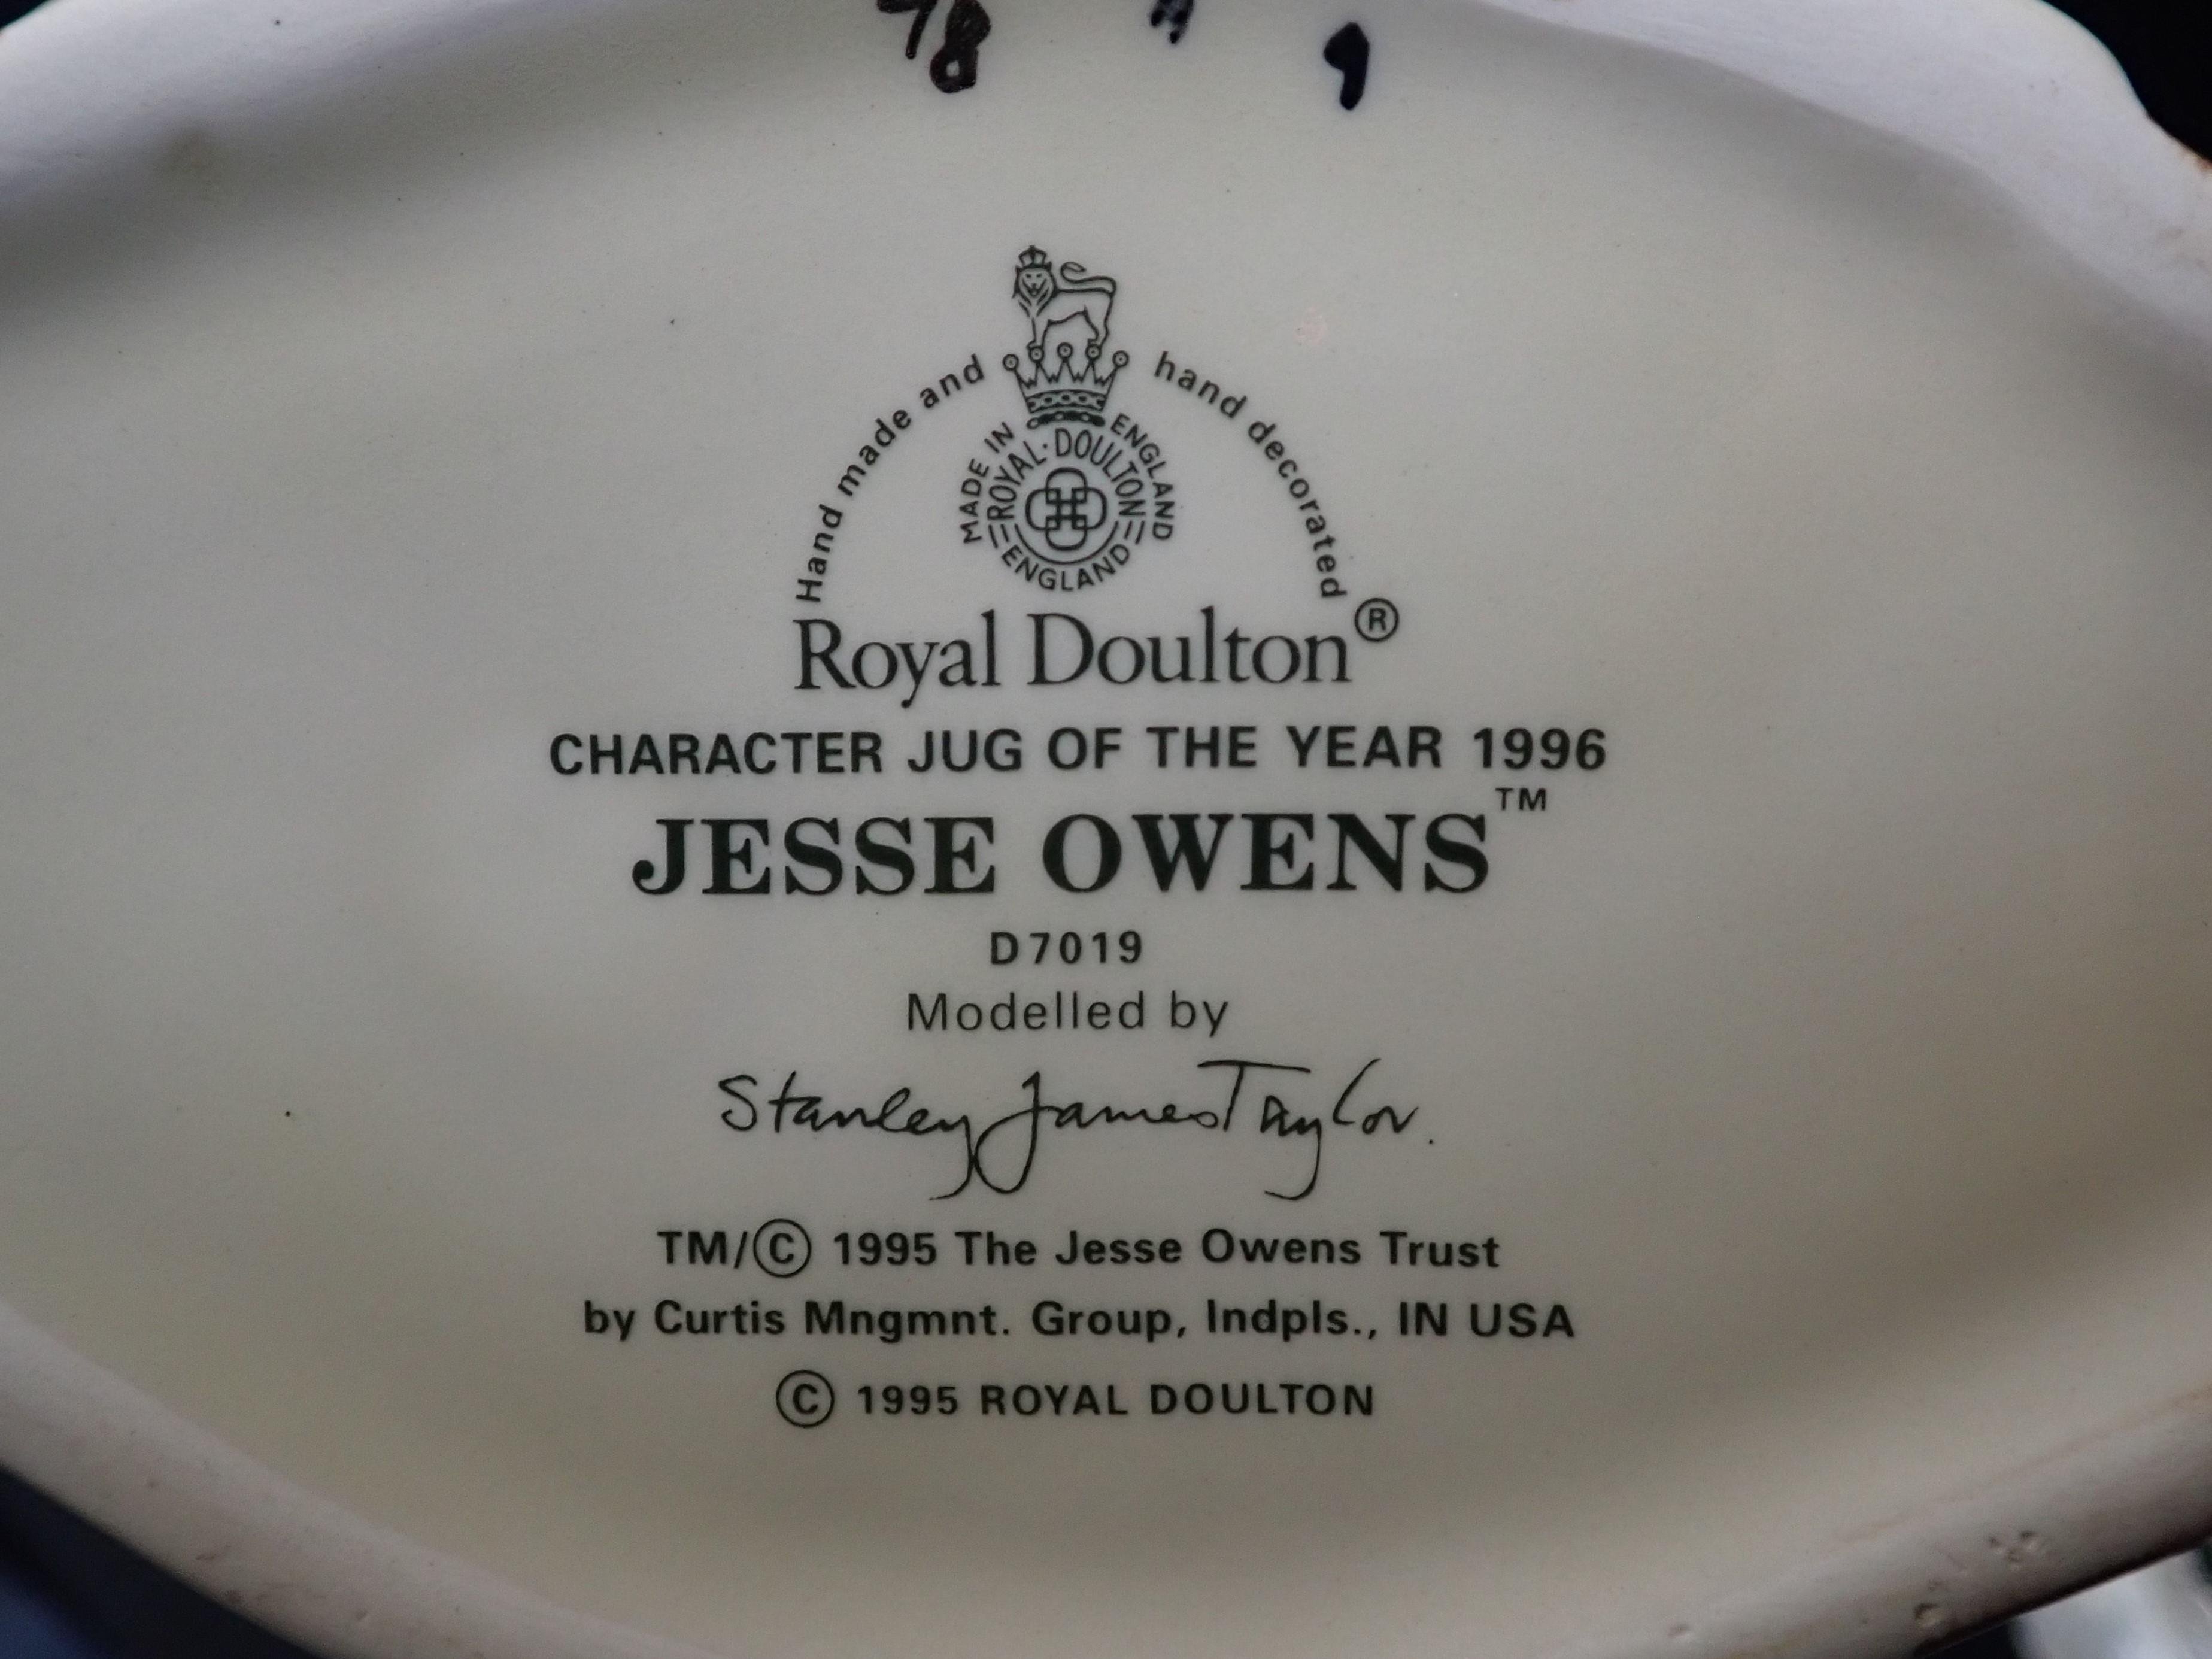 78 9
Hand made and hand decorated
MADE IN ENGLAND
ROYAL·DOULTON
ENGLAND
Royal Doulton®
CHARACTER JUG OF THE YEAR 1996
JESSE OWENS™
D7019
Modelled by
Stanley James Taylor.
TM/© 1995 The Jesse Owens Trust
by Curtis Mngmnt. Group, Indpls., IN USA
© 1995 ROYAL DOULTON